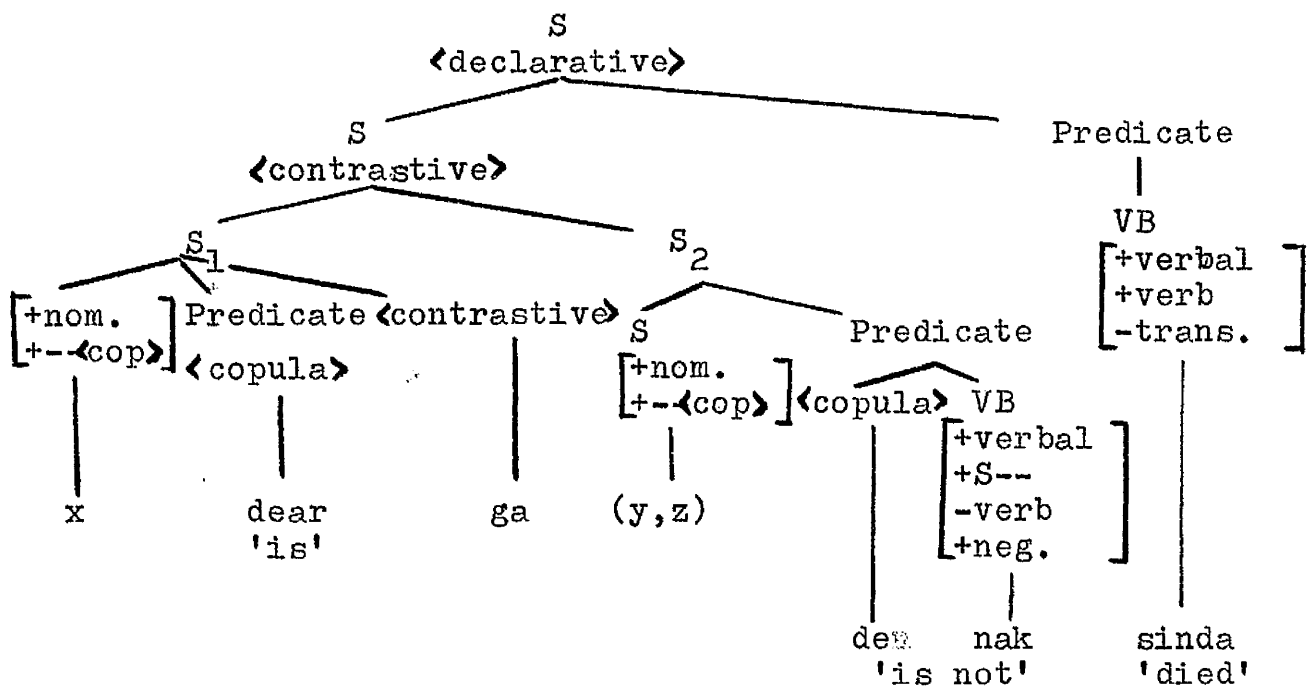 S
<declarative>
S
<contrastive>
Predicate
VB
[+verbal
+verb
-trans.]
S1
S2
[+nom.
+--<cop>]
Predicate
<copula>
<contrastive>
S
[+nom.
+--<cop>]
Predicate
<copula>
VB
[+verbal
+S--
-verb
+neg.]
x
dear
'is'
ga
(y,z)
nak
'is not'
sinda
'died'